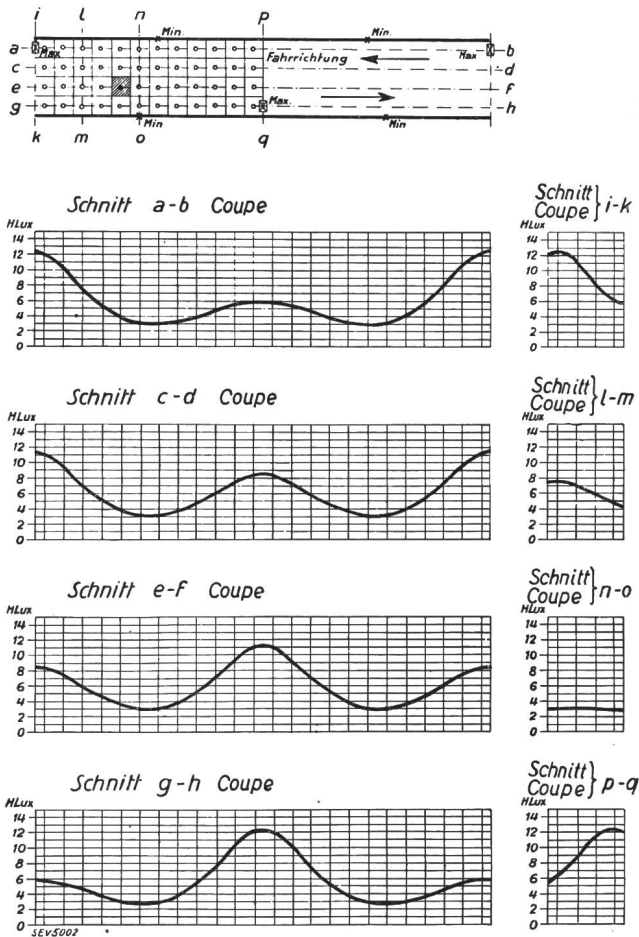 i l n p
Min. Min
a Max Max b
Fahrrichtung
c d
e f
g Max. h
Min Min
k m o q
Schnitt a-b Coupe
HLux
14
12
10
8
6
4
2
0
Schnitt Coupe } i-k
14
12
10
8
6
4
2
0
Schnitt c-d Coupe
HLux
14
12
10
8
6
4
2
0
Schnitt Coupe } l-m
HLux
14
12
10
8
6
4
2
0
Schnitt e-f Coupe
HLux
14
12
10
8
6
4
2
0
Schnitt Coupe } n-o
HLux
14
12
10
8
6
4
2
0
Schnitt g-h Coupe
HLux
14
12
10
8
6
4
2
0
Schnitt Coupe } p-q
HLux
14
12
10
8
6
4
2
0
SEV5002